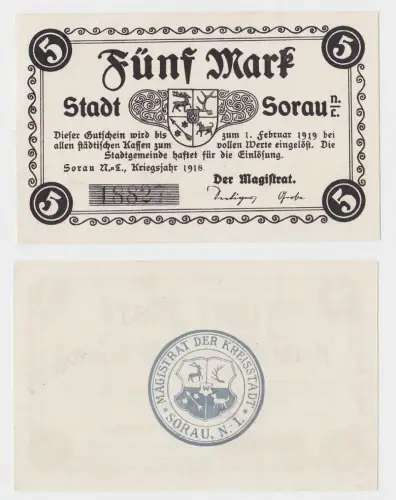 5 5
Fünf Mark
Stadt Sorau N./L.
Dieser Gutschein wird bis zum 1. Februar 1919 bei
allen städtischen Kassen zum vollen Werte eingelöst. Die
Stadtgemeinde haftet für die Einlösung.
Sorau N.-L., Kriegsjahr 1918.
Der Magistrat.
18827
5 5
MAGISTRAT DER KREISSTADT
W
* SORAU, N.-L. *